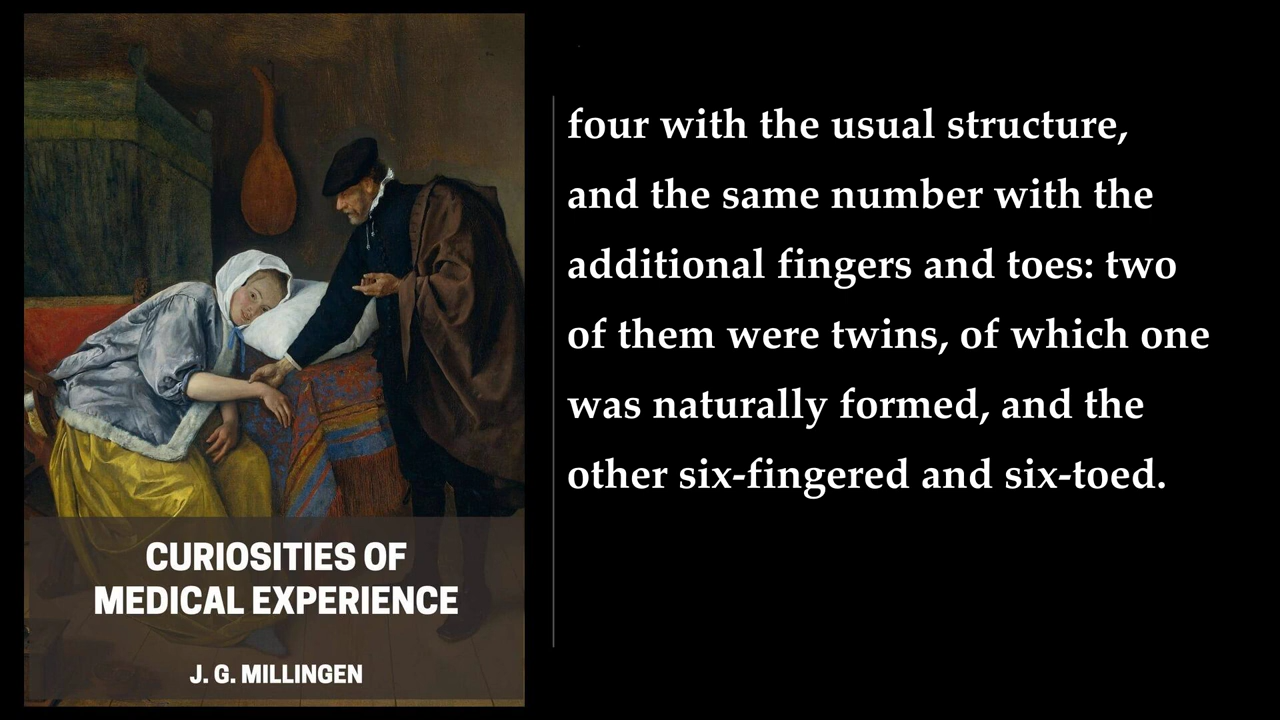 four with the usual structure,
and the same number with the
additional fingers and toes: two
of them were twins, of which one
was naturally formed, and the
other six-fingered and six-toed.
CURIOSITIES OF
MEDICAL EXPERIENCE
J. G. MILLINGEN